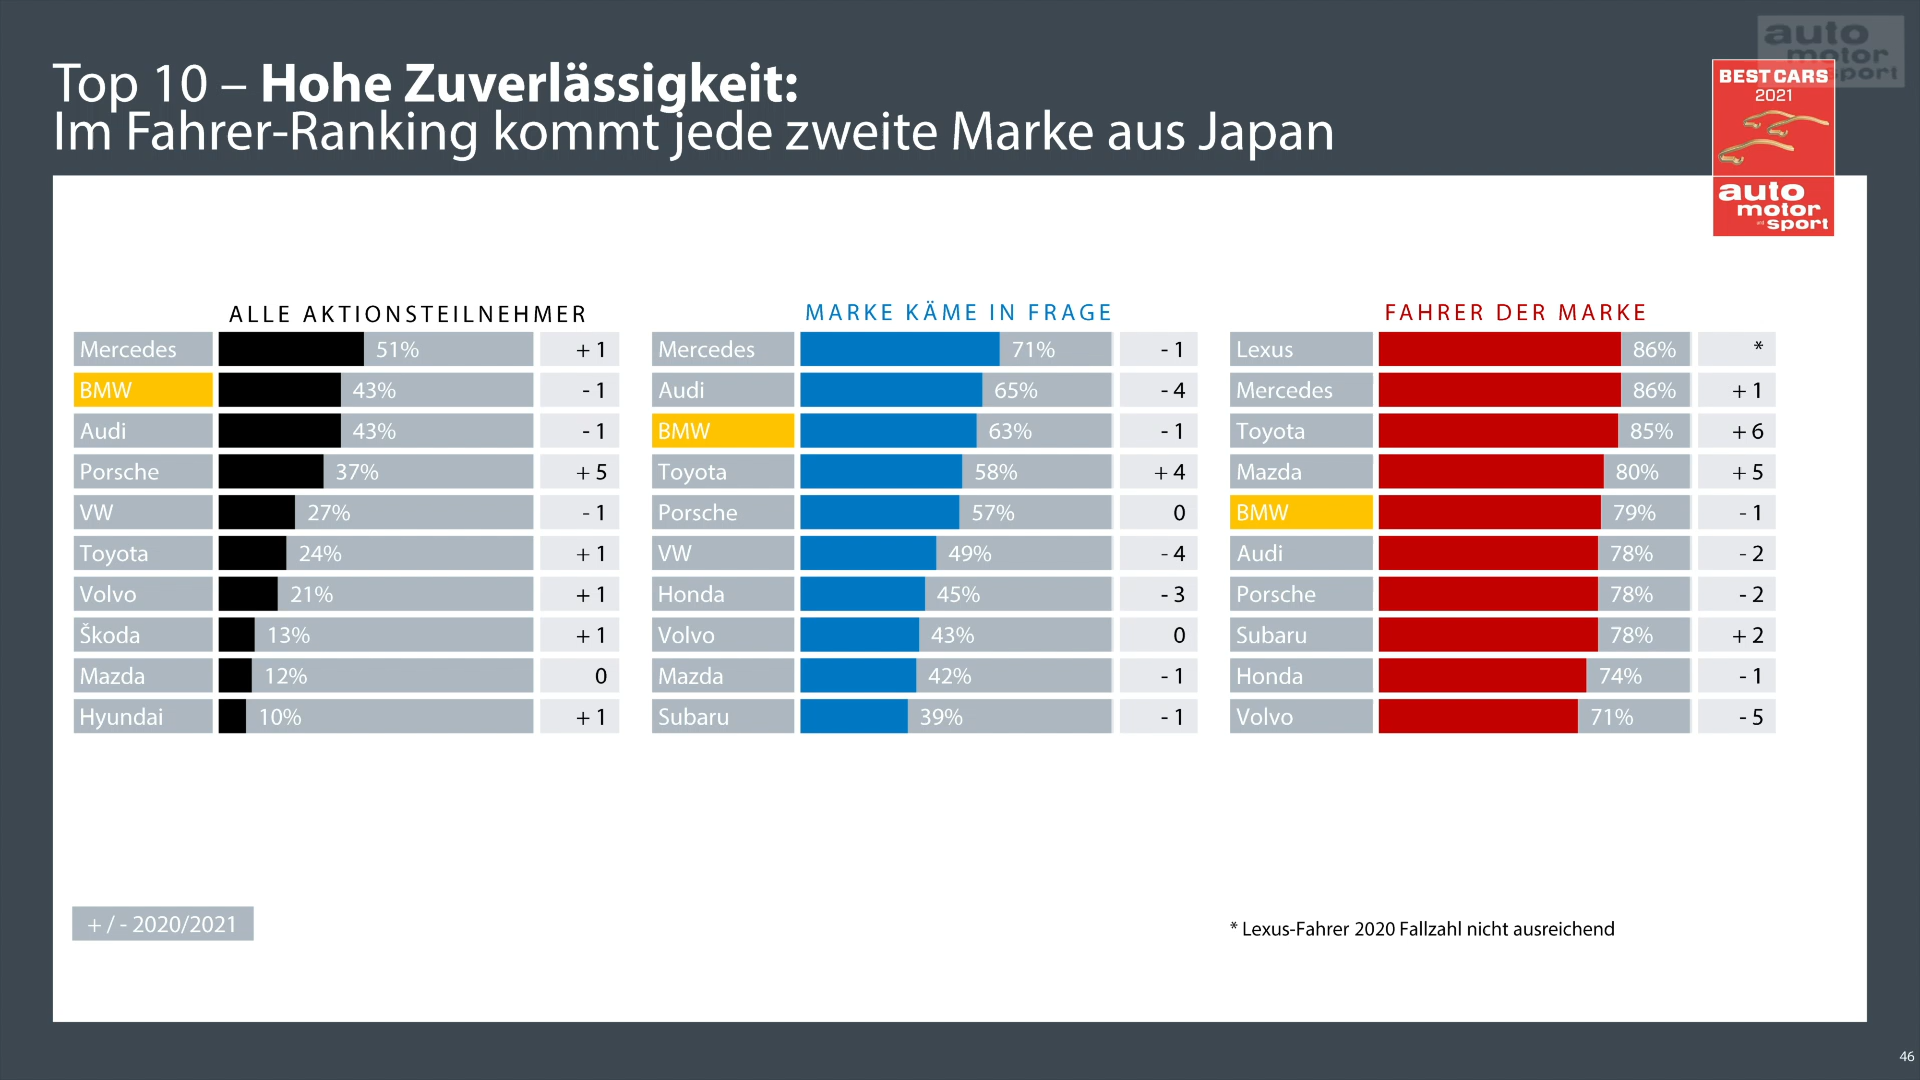 Top 10 – Hohe Zuverlässigkeit:
Im Fahrer-Ranking kommt jede zweite Marke aus Japan
auto
motor
sport
BEST CARS
2021
auto
motor
und
sport
ALLE AKTIONSTEILNEHMER
Mercedes 51% + 1
BMW 43% - 1
Audi 43% - 1
Porsche 37% + 5
VW 27% - 1
Toyota 24% + 1
Volvo 21% + 1
Škoda 13% + 1
Mazda 12% 0
Hyundai 10% + 1
MARKE KÄME IN FRAGE
Mercedes 71% - 1
Audi 65% - 4
BMW 63% - 1
Toyota 58% + 4
Porsche 57% 0
VW 49% - 4
Honda 45% - 3
Volvo 43% 0
Mazda 42% - 1
Subaru 39% - 1
FAHRER DER MARKE
Lexus 86% *
Mercedes 86% + 1
Toyota 85% + 6
Mazda 80% + 5
BMW 79% - 1
Audi 78% - 2
Porsche 78% - 2
Subaru 78% + 2
Honda 74% - 1
Volvo 71% - 5
+ / - 2020/2021
* Lexus-Fahrer 2020 Fallzahl nicht ausreichend
46